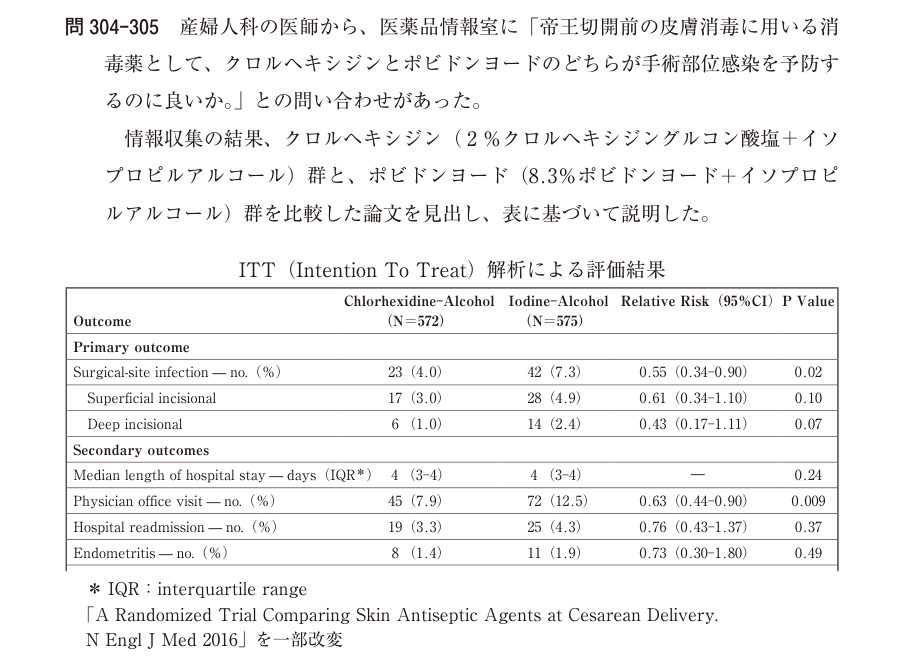 問 304-305　産婦人科の医師から、医薬品情報室に「帝王切開前の皮膚消毒に用いる消
毒薬として、クロルヘキシジンとポビドンヨードのどちらが手術部位感染を予防す
るのに良いか。」との問い合わせがあった。
情報収集の結果、クロルヘキシジン（２％クロルヘキシジングルコン酸塩＋イソ
プロピルアルコール）群と、ポビドンヨード（8.3％ポビドンヨード＋イソプロピ
ルアルコール）群を比較した論文を見出し、表に基づいて説明した。
ITT（Intention To Treat）解析による評価結果
Outcome Chlorhexidine-Alcohol (N＝572) Iodine-Alcohol (N＝575) Relative Risk（95%CI） P Value
Primary outcome
Surgical-site infection — no.（%） 23（4.0） 42（7.3） 0.55（0.34-0.90） 0.02
Superficial incisional 17（3.0） 28（4.9） 0.61（0.34-1.10） 0.10
Deep incisional 6（1.0） 14（2.4） 0.43（0.17-1.11） 0.07
Secondary outcomes
Median length of hospital stay — days（IQR＊） 4（3-4） 4（3-4） — 0.24
Physician office visit — no.（%） 45（7.9） 72（12.5） 0.63（0.44-0.90） 0.009
Hospital readmission — no.（%） 19（3.3） 25（4.3） 0.76（0.43-1.37） 0.37
Endometritis — no.（%） 8（1.4） 11（1.9） 0.73（0.30-1.80） 0.49
＊ IQR：interquartile range
「A Randomized Trial Comparing Skin Antiseptic Agents at Cesarean Delivery.
N Engl J Med 2016」を一部改変